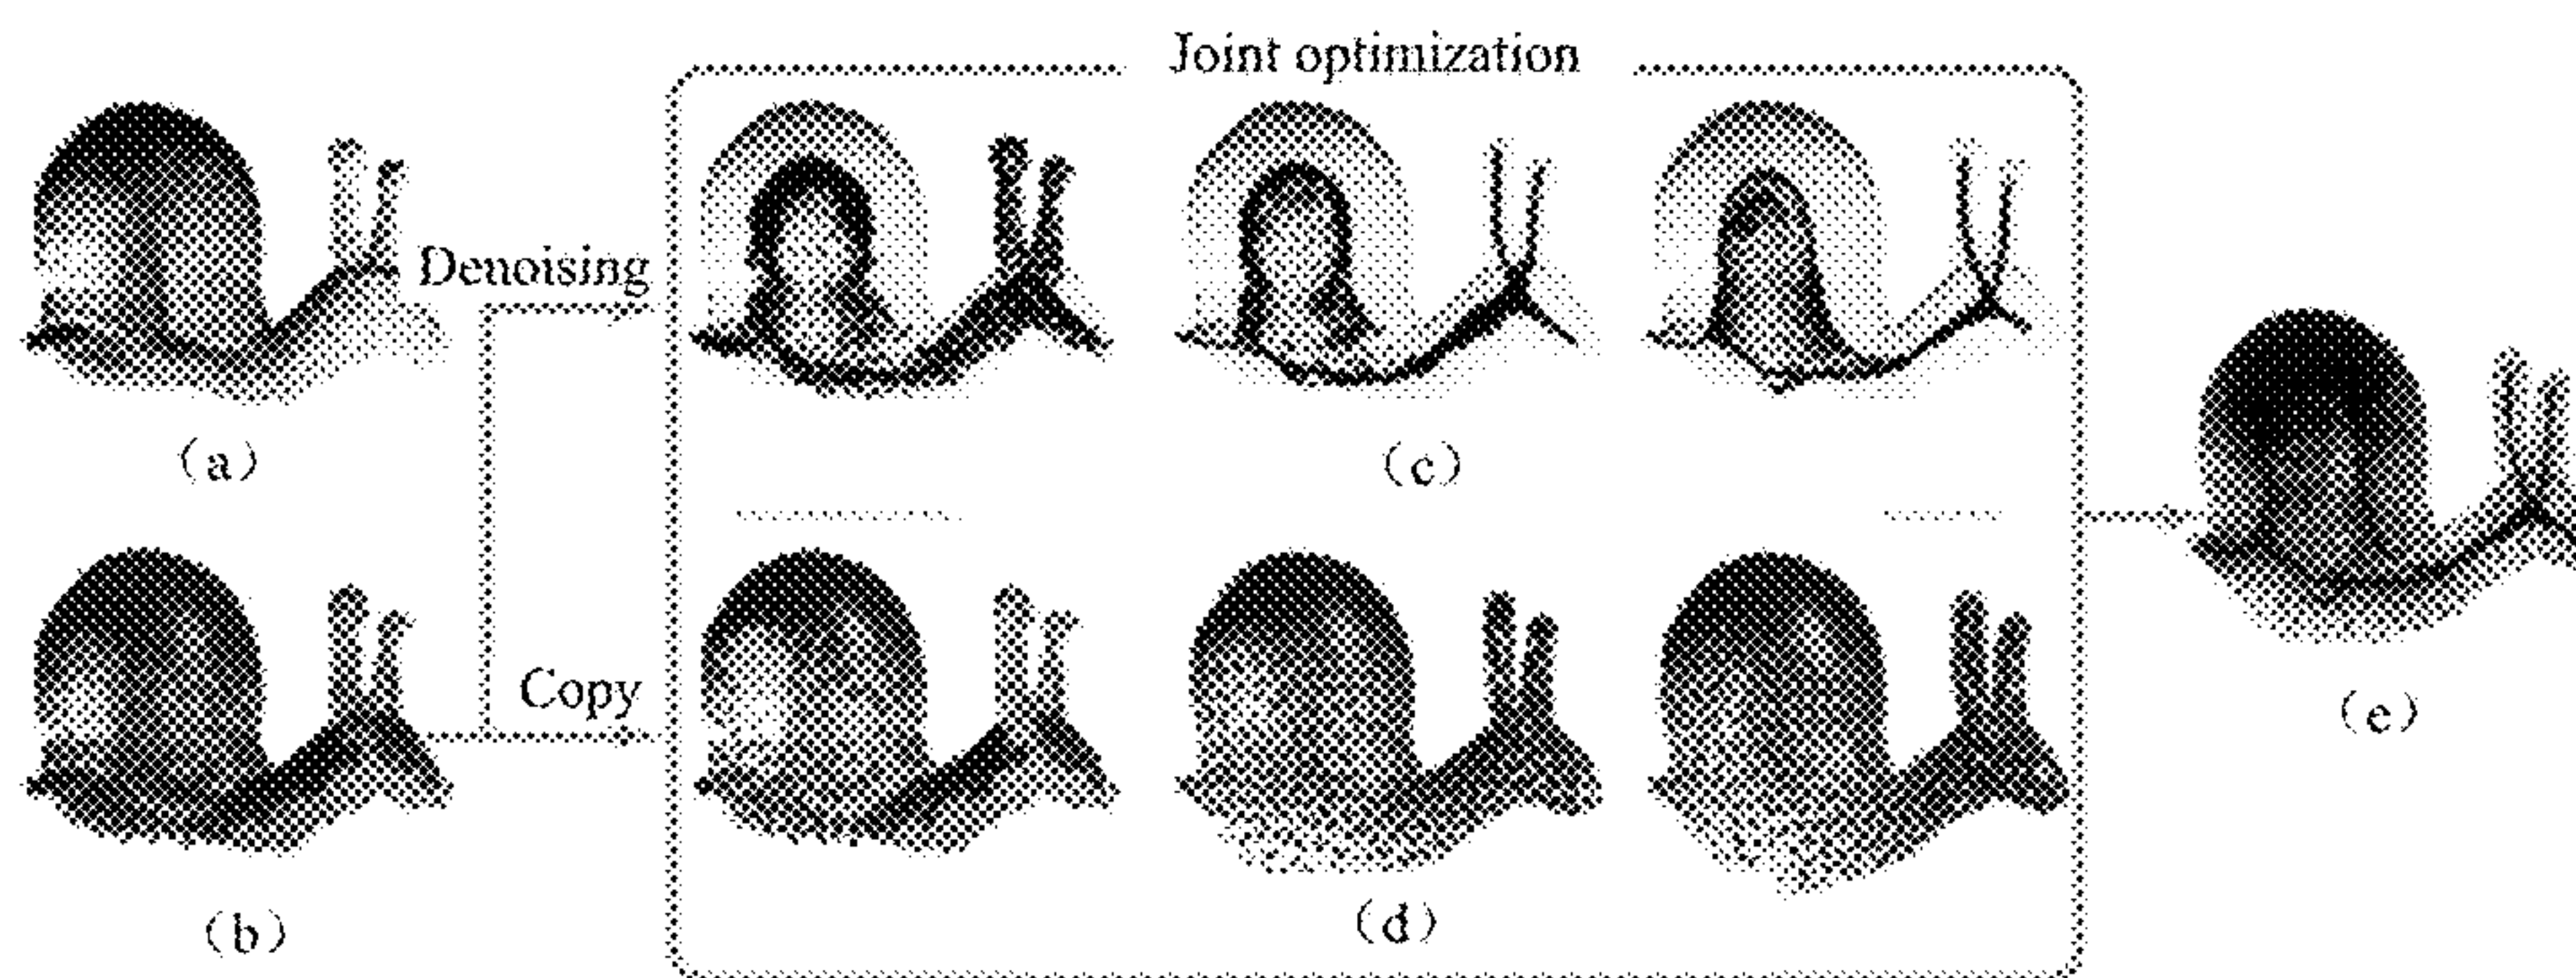 Joint optimization
Denoising
(a)
(c)
Copy
(e)
(b)
(d)